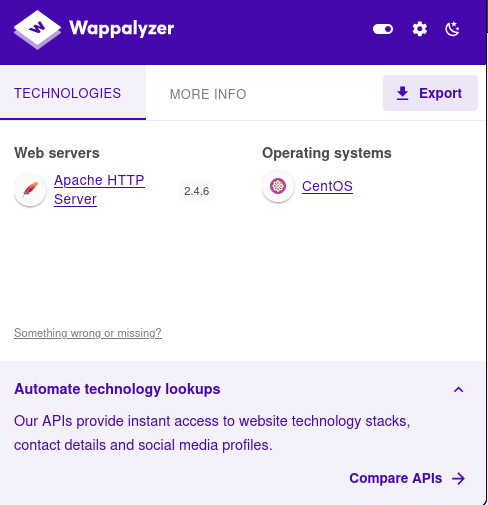 Wappalyzer
TECHNOLOGIES
MORE INFO
Export
Web servers
Apache HTTP
Server
2.4.6
Operating systems
CentOS
Something wrong or missing?
Automate technology lookups
Our APIs provide instant access to website technology stacks,
contact details and social media profiles.
Compare APIs